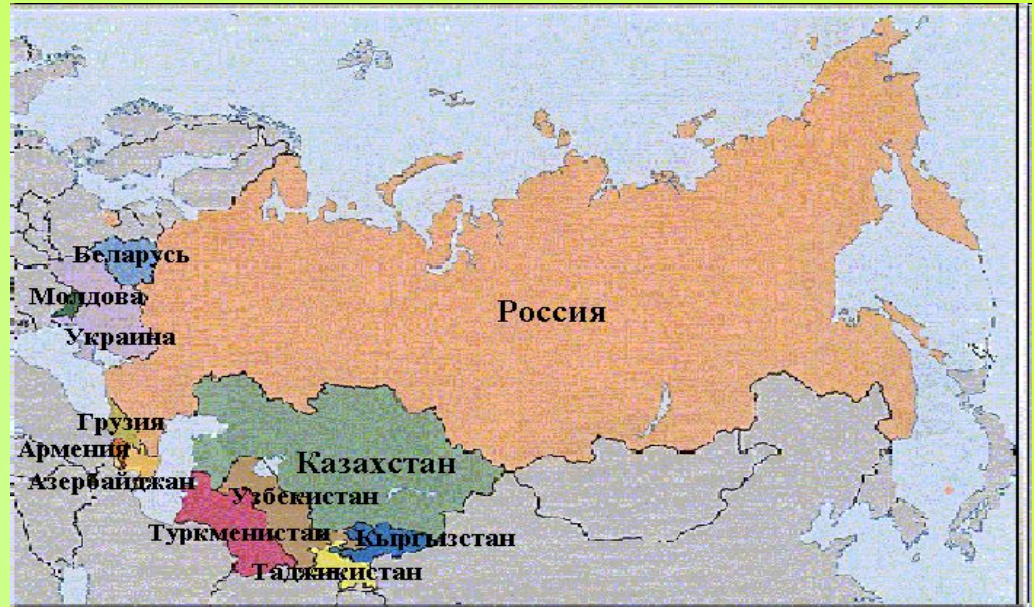 Беларусь
Молдова
Россия
Украина
Грузия
Армения
Казахстан
Азербайджан
Узбекистан
Туркменистан
Кыргызстан
Таджикистан